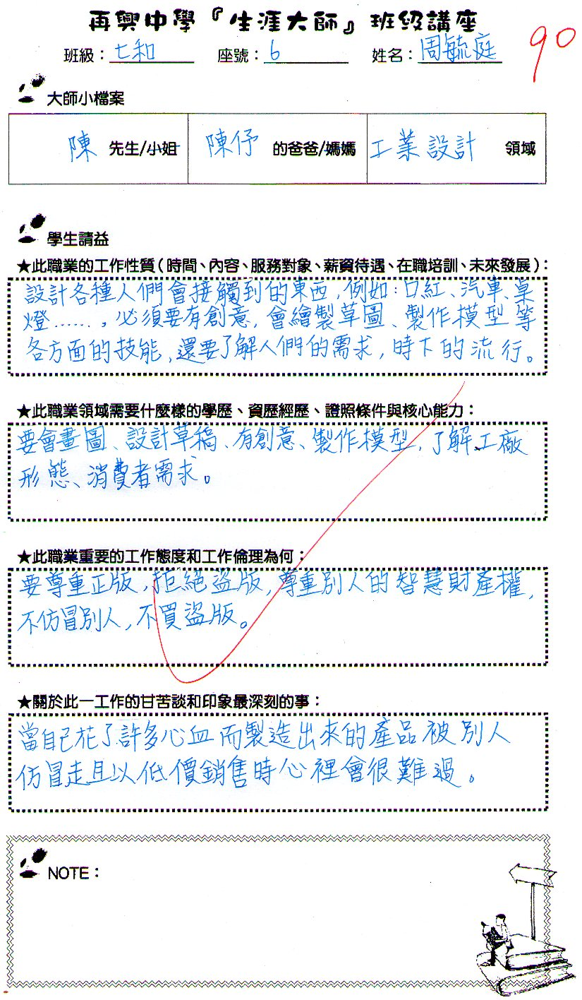 再興中學『生涯大師』班級講座
班級：七和 座號：6 姓名：周毓庭
90
大師小檔案
陳 先生/小姐 陳伃 的爸爸/媽媽 工業設計 領域
學生請益
★此職業的工作性質(時間、內容、服務對象、薪資待遇、在職培訓、未來發展)：
設計各種人們會接觸到的東西，例如：口紅、汽車、桌
燈……，必須要有創意，會繪製草圖、製作模型等
各方面的技能，還要了解人們的需求，時下的流行。
★此職業領域需要什麼樣的學歷、資歷經歷、證照條件與核心能力：
要會畫圖、設計草稿、有創意、製作模型，了解工廠
形態、消費者需求。
★此職業重要的工作態度和工作倫理為何：
要尊重正版，拒絕盜版，尊重別人的智慧財產權，
不仿冒別人，不買盜版。
★關於此一工作的甘苦談和印象最深刻的事：
當自己花了許多心血而製造出來的產品被別人
仿冒走且以低價銷售時心裡會很難過。
NOTE：